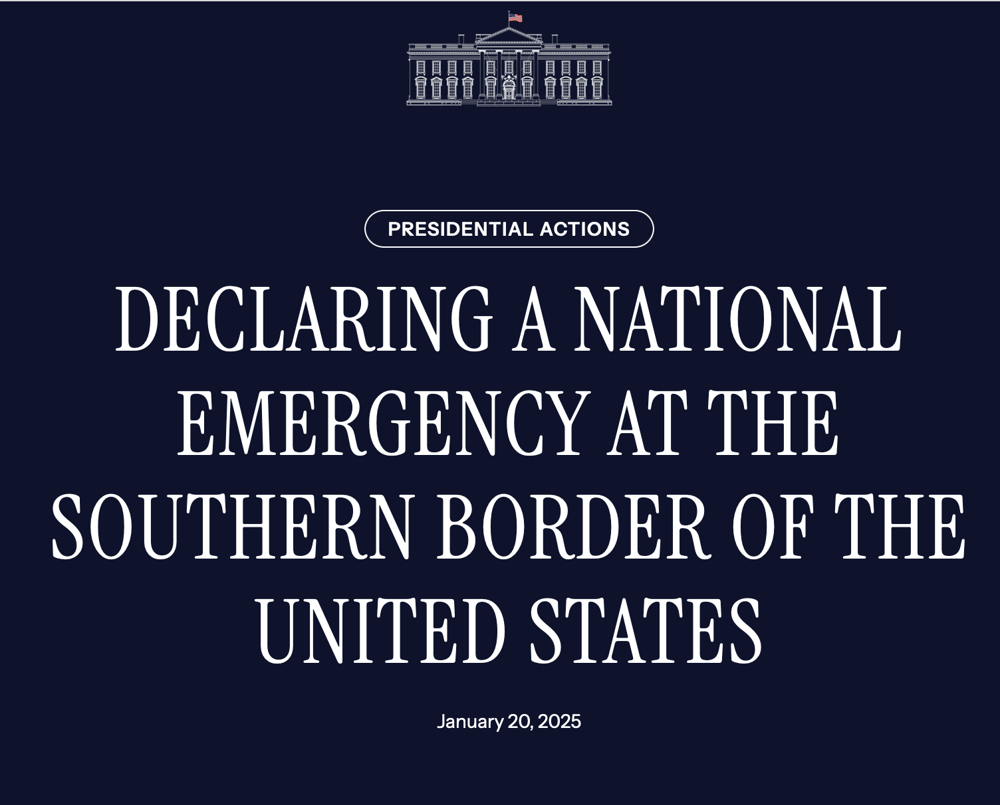 PRESIDENTIAL ACTIONS
DECLARING A NATIONAL
EMERGENCY AT THE
SOUTHERN BORDER OF THE
UNITED STATES
January 20, 2025